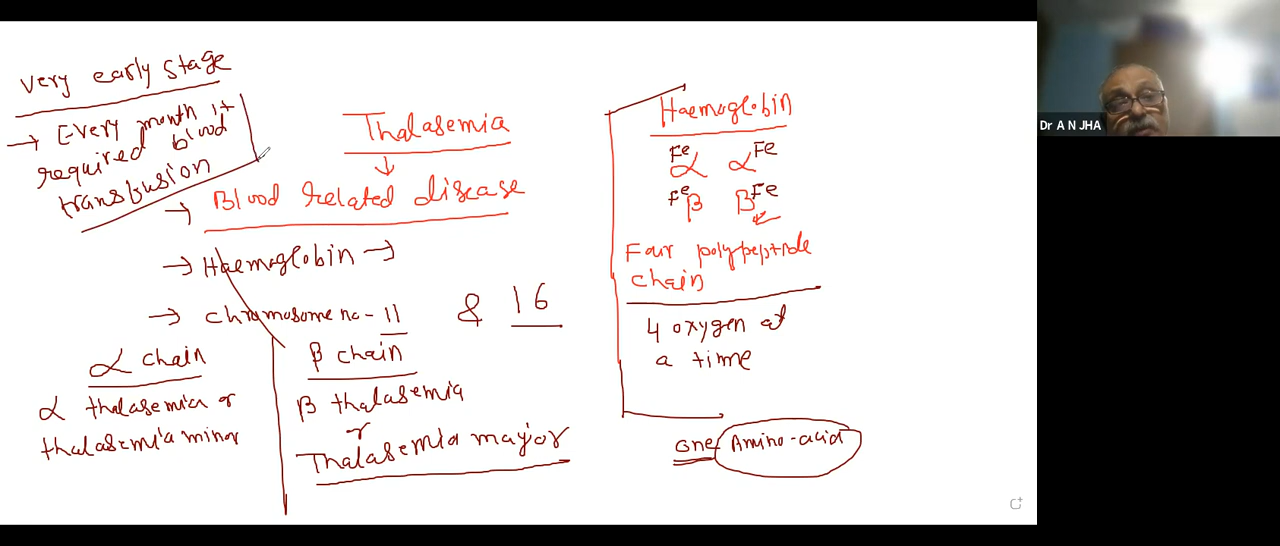 very early stage
→ Every month it
required blood
transfusion
Thalasemia
↓
→ Blood related disease
→ Haemoglobin →
→ chromosome no - 11 & 16
α chain
α thalasemia or
thalasemia minor
β chain
β thalasemia
or
Thalasemia major
Haemoglobin
Fe α α Fe
Fe β β Fe
Four polypeptide
chain
4 oxygen at
a time
one Amino-acid
Dr A N JHA